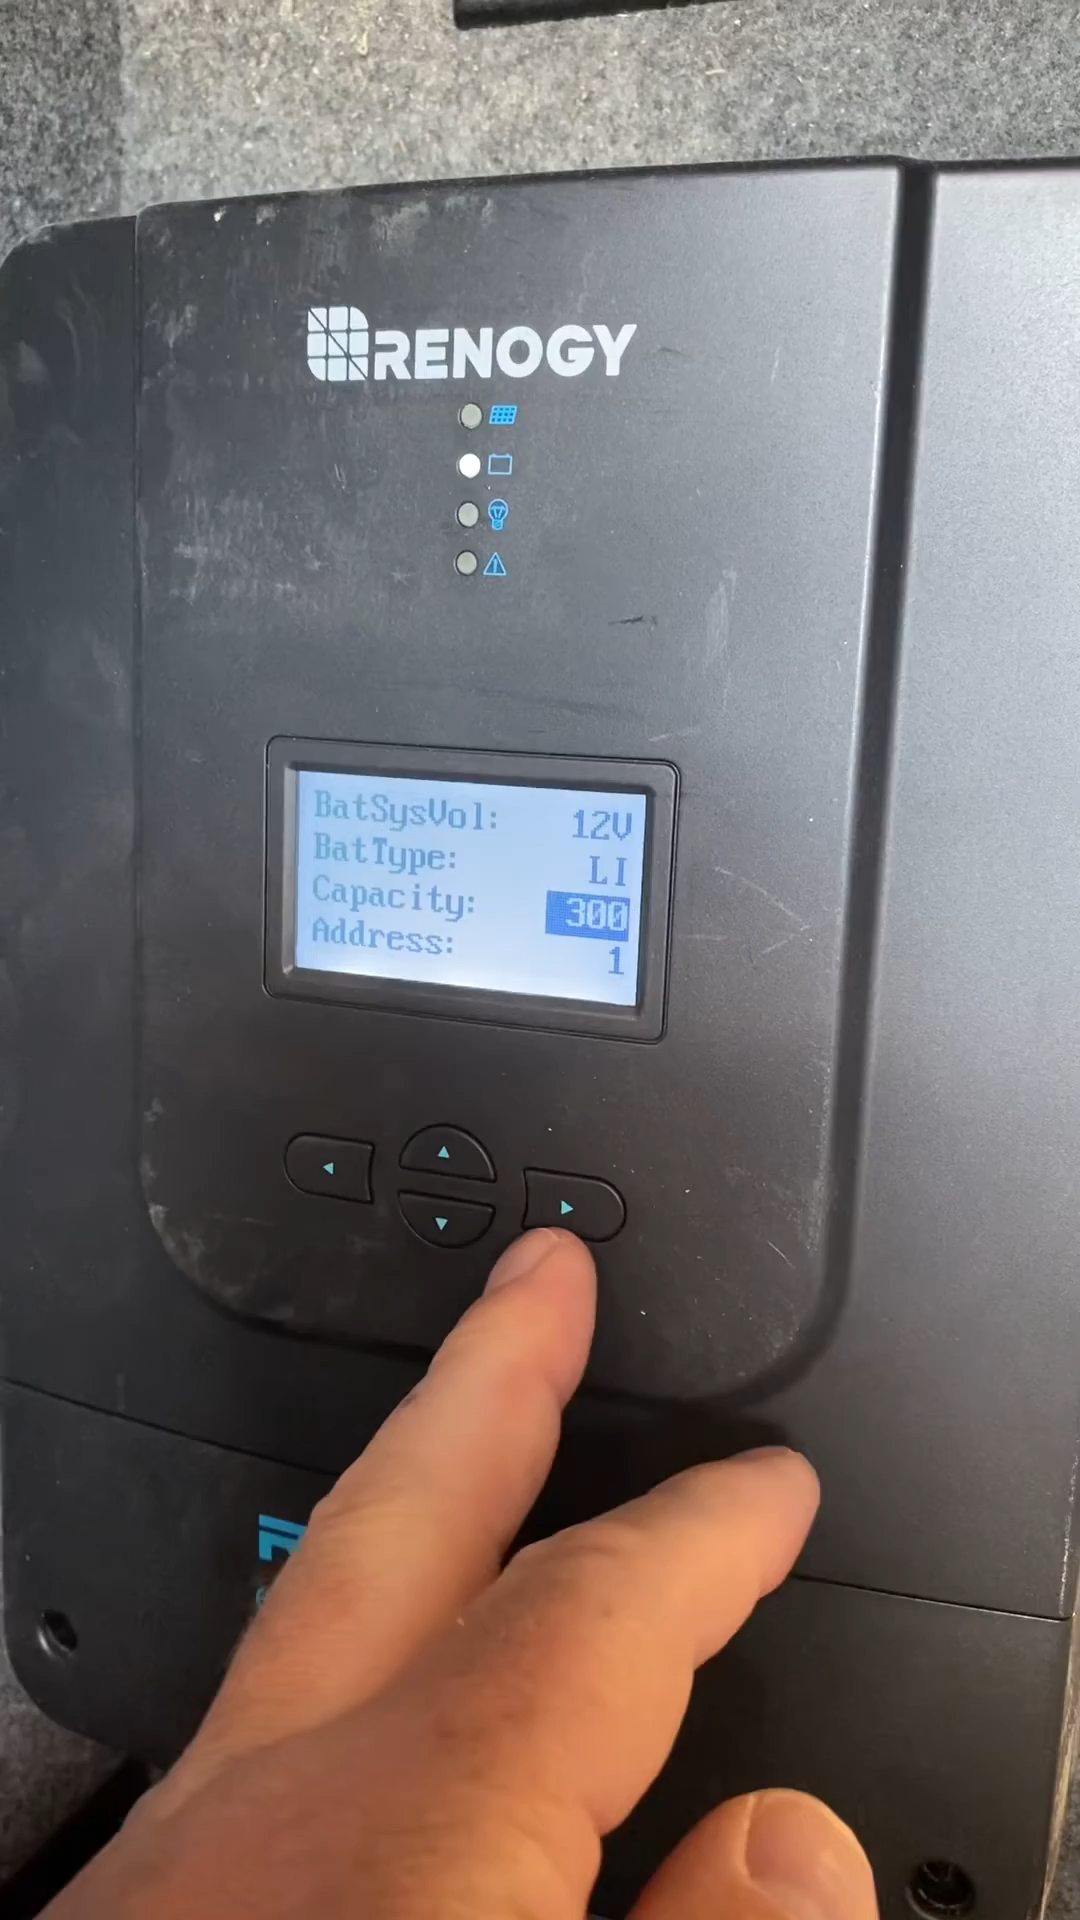 RENOGY
BatSysVol: 12V
BatType: LI
Capacity: 300
Address: 1